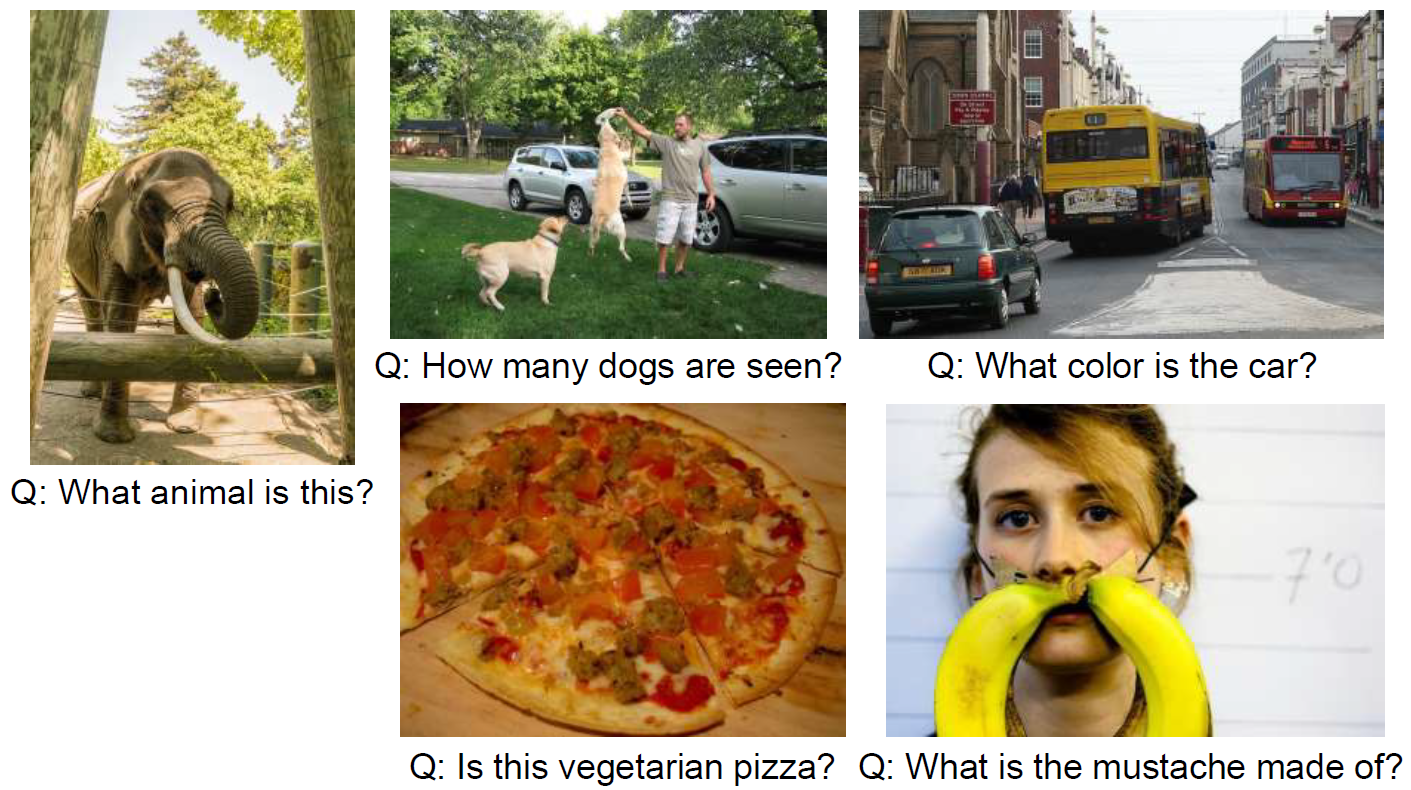 Q: What animal is this?
Q: How many dogs are seen?
Q: What color is the car?
Q: Is this vegetarian pizza?
Q: What is the mustache made of?
7'0